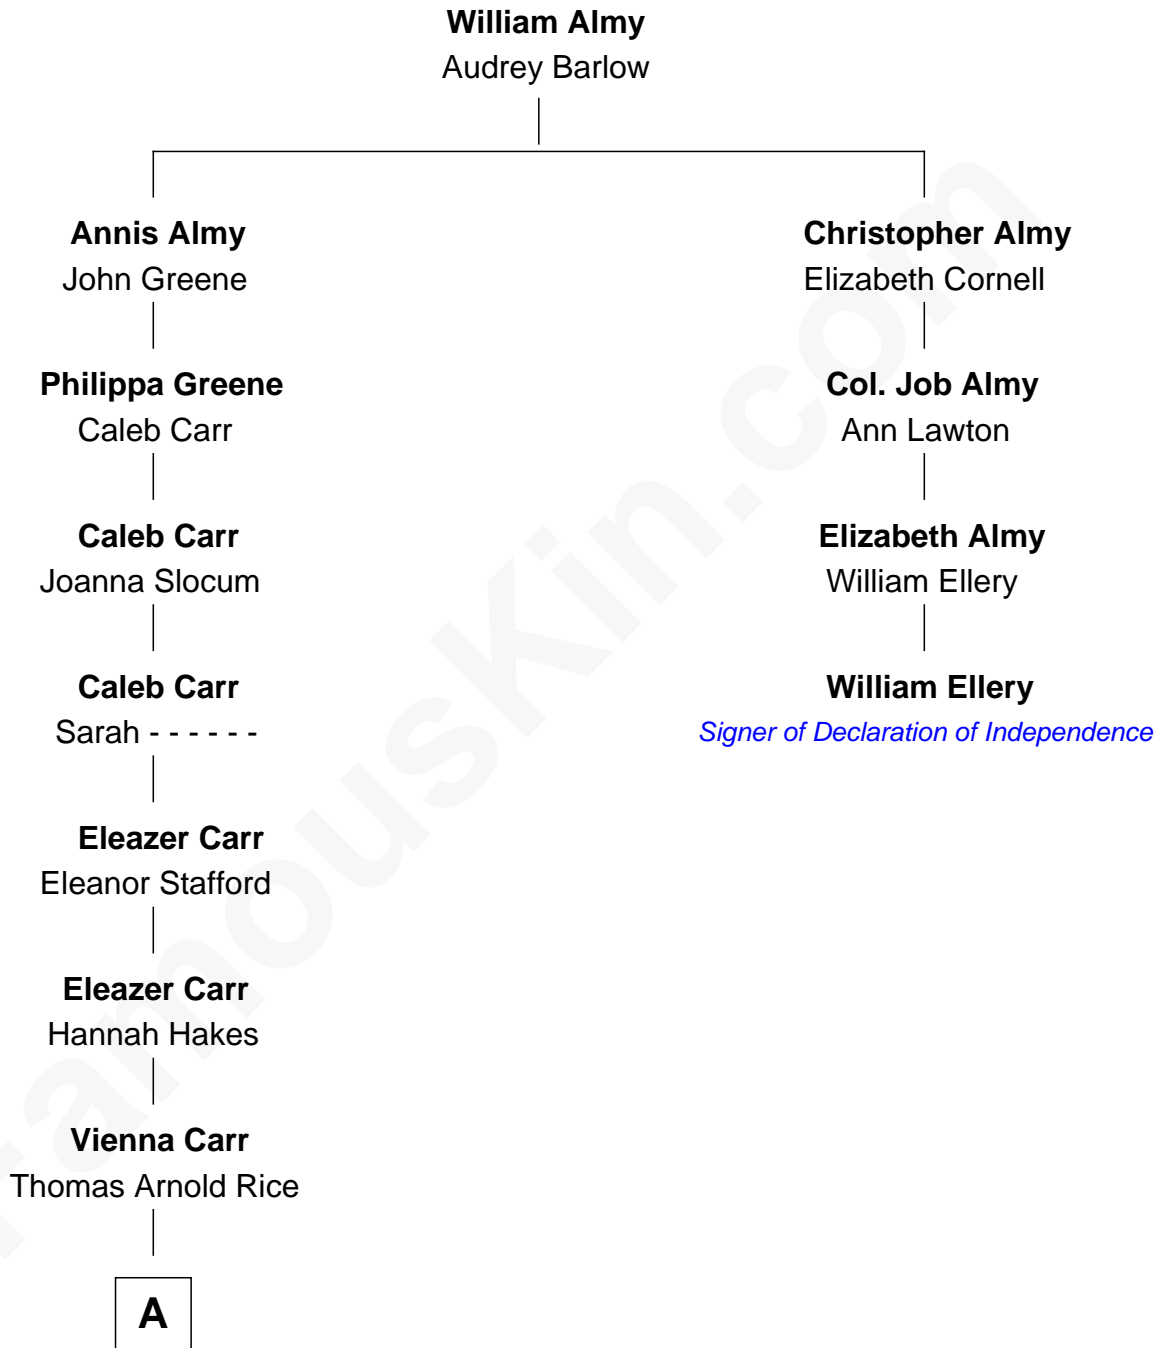 William Almy
Audrey Barlow
Annis Almy
John Greene
Christopher Almy
Elizabeth Cornell
Philippa Greene
Caleb Carr
Col. Job Almy
Ann Lawton
Caleb Carr
Joanna Slocum
Elizabeth Almy
William Ellery
Caleb Carr
Sarah - - - - - -
William Ellery
Signer of Declaration of Independence
Eleazer Carr
Eleanor Stafford
Eleazer Carr
Hannah Hakes
Vienna Carr
Thomas Arnold Rice
A
FamousKin.com